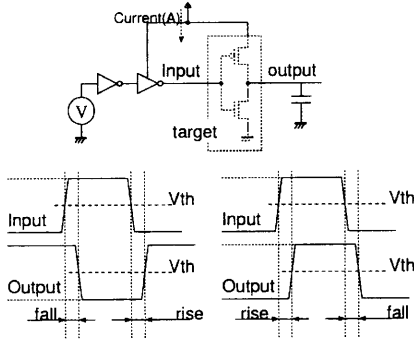 Current(A)
Input
output
V
target
Vth
Input
Vth
Output
fall
rise
Vth
Input
Vth
Output
rise
fall